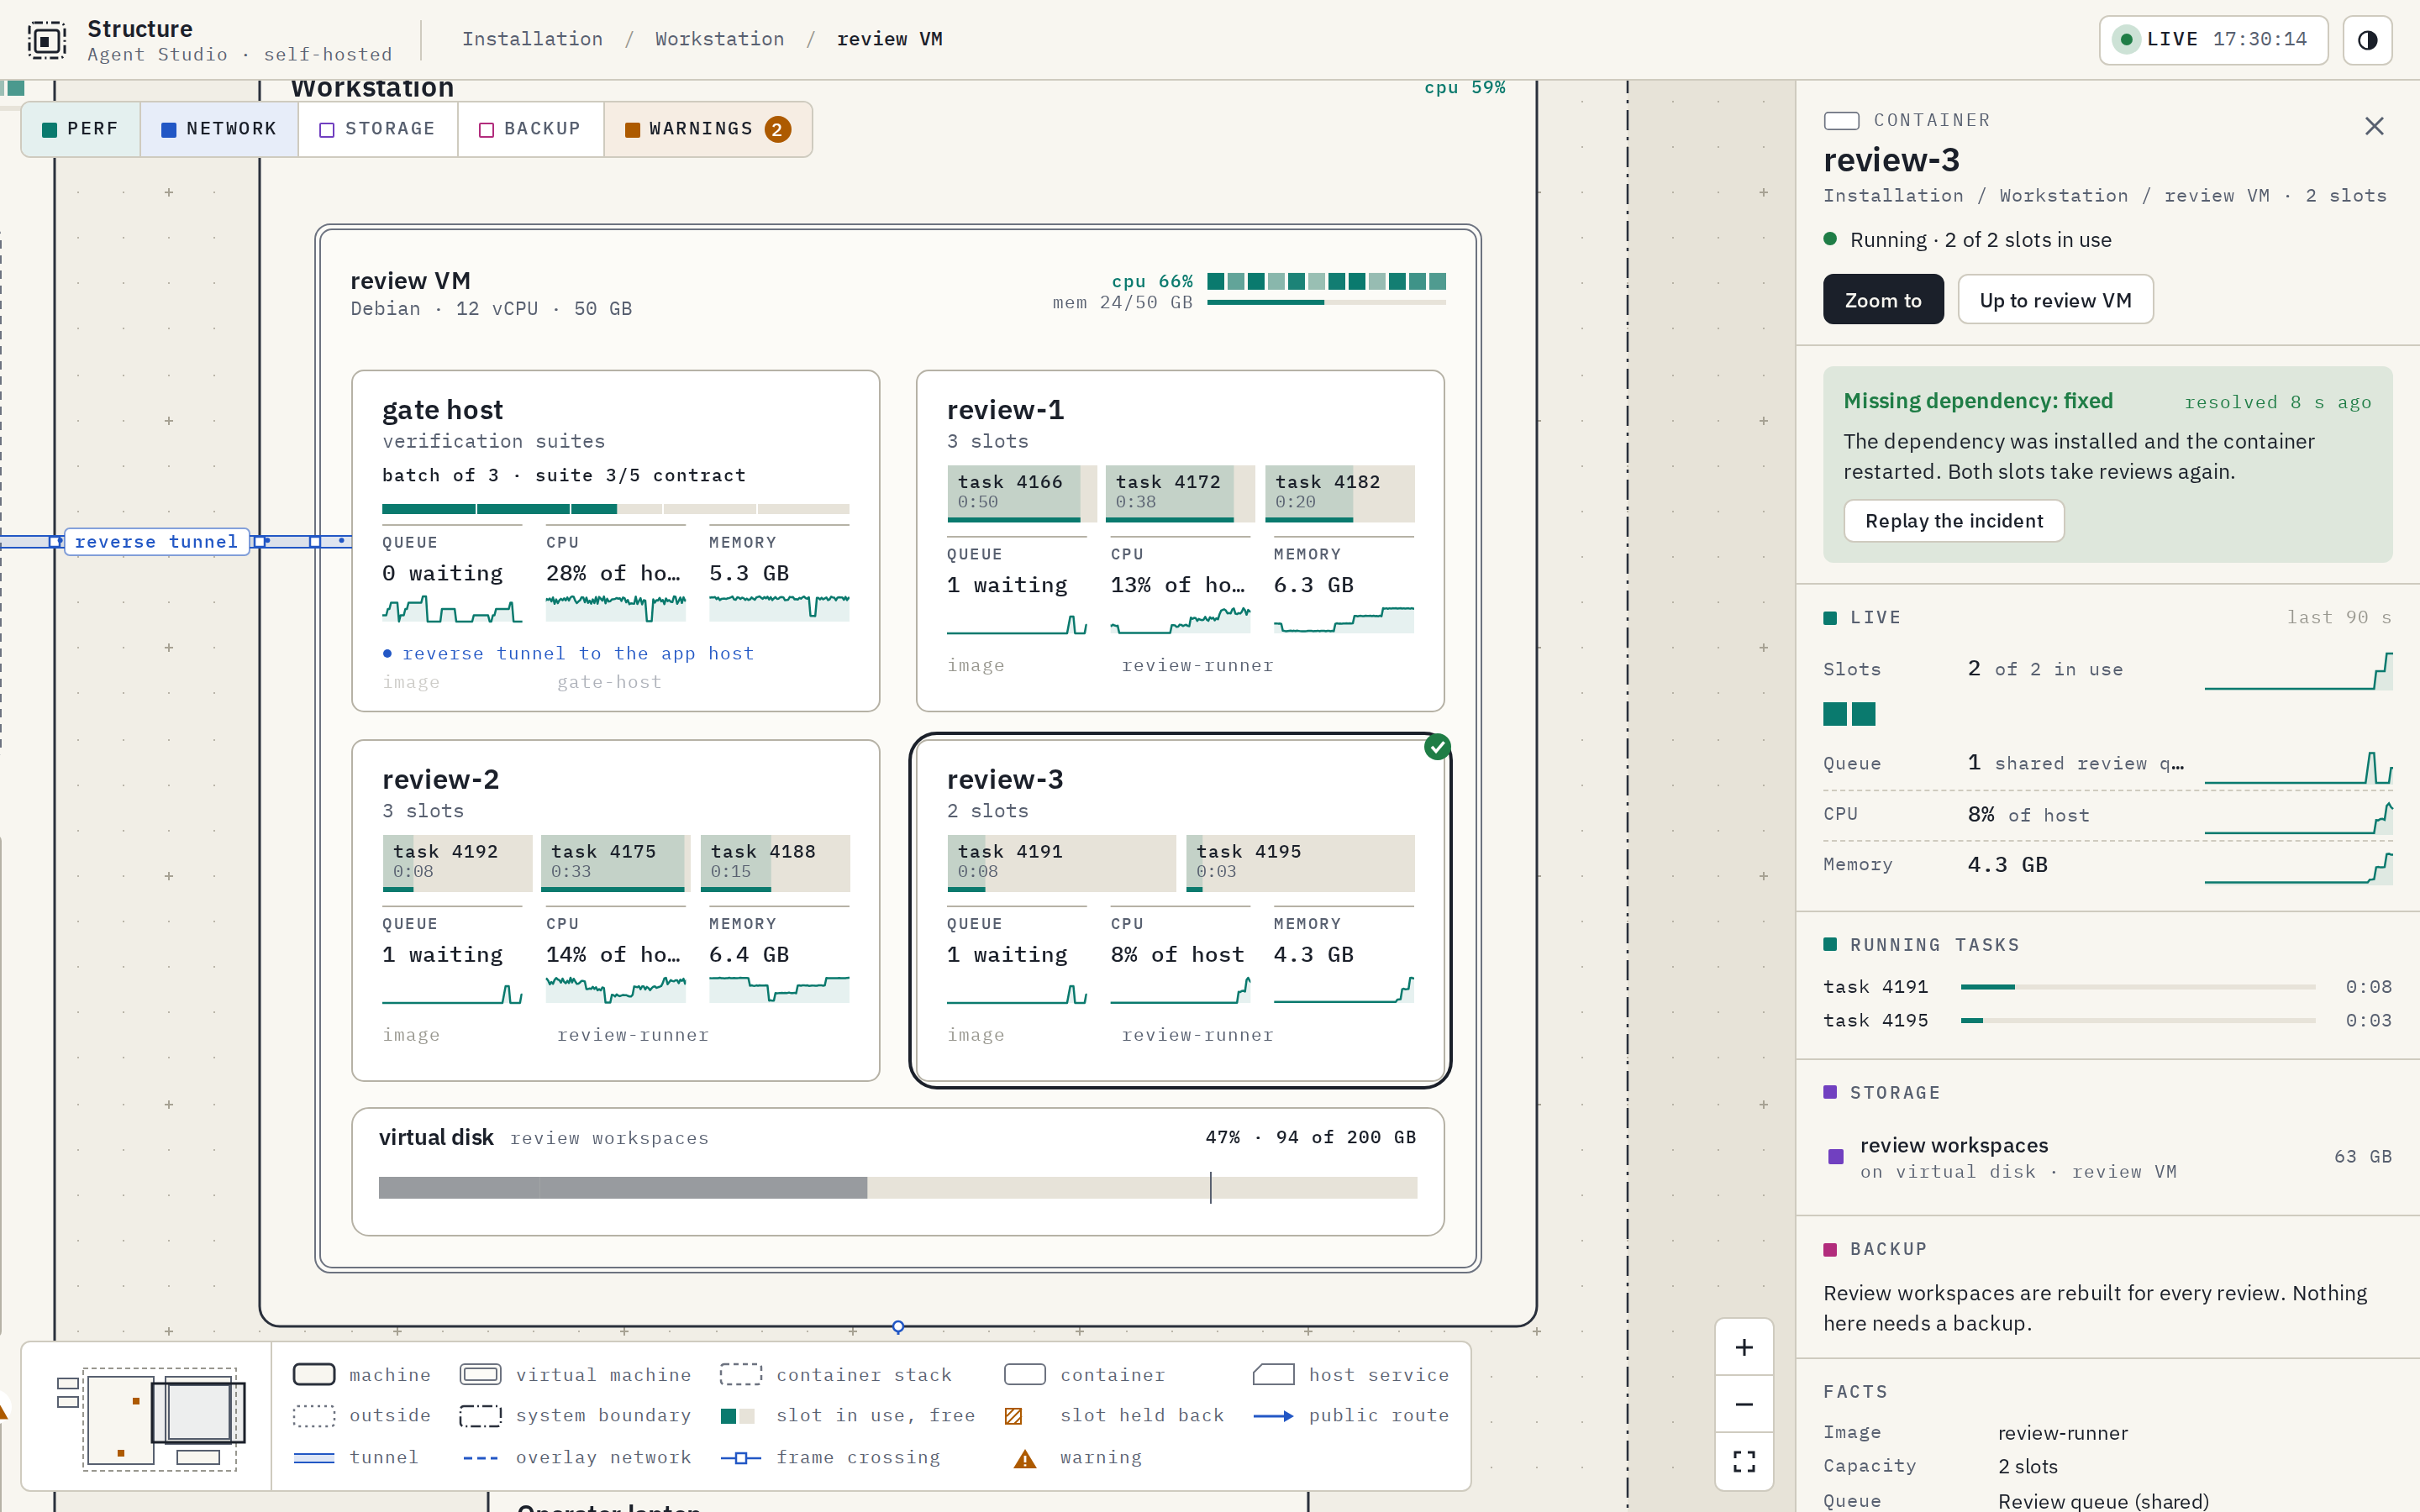 Structure
Agent Studio · self-hosted
Installation / Workstation / review VM
LIVE 17:30:14
Workstation
cpu 59%
PERF
NETWORK
STORAGE
BACKUP
WARNINGS 2
review VM
Debian · 12 vCPU · 50 GB
cpu 66%
mem 24/50 GB
gate host
verification suites
batch of 3 · suite 3/5 contract
QUEUE CPU MEMORY
0 waiting 28% of ho… 5.3 GB
reverse tunnel to the app host
image gate-host
reverse tunnel
review-1
3 slots
task 4166 task 4172 task 4182
0:50 0:38 0:20
QUEUE CPU MEMORY
1 waiting 13% of ho… 6.3 GB
image review-runner
review-2
3 slots
task 4192 task 4175 task 4188
0:08 0:33 0:15
QUEUE CPU MEMORY
1 waiting 14% of ho… 6.4 GB
image review-runner
review-3
2 slots
task 4191 task 4195
0:08 0:03
QUEUE CPU MEMORY
1 waiting 8% of host 4.3 GB
image review-runner
virtual disk review workspaces
47% · 94 of 200 GB
machine virtual machine container stack container host service
outside system boundary slot in use, free slot held back public route
tunnel overlay network frame crossing warning
Operator laptop
CONTAINER
review-3
Installation / Workstation / review VM · 2 slots
Running · 2 of 2 slots in use
Zoom to
Up to review VM
Missing dependency: fixed
resolved 8 s ago
The dependency was installed and the container
restarted. Both slots take reviews again.
Replay the incident
LIVE
last 90 s
Slots 2 of 2 in use
Queue 1 shared review q…
CPU 8% of host
Memory 4.3 GB
RUNNING TASKS
task 4191 0:08
task 4195 0:03
STORAGE
review workspaces
on virtual disk · review VM
63 GB
BACKUP
Review workspaces are rebuilt for every review. Nothing
here needs a backup.
FACTS
Image review-runner
Capacity 2 slots
Queue Review queue (shared)